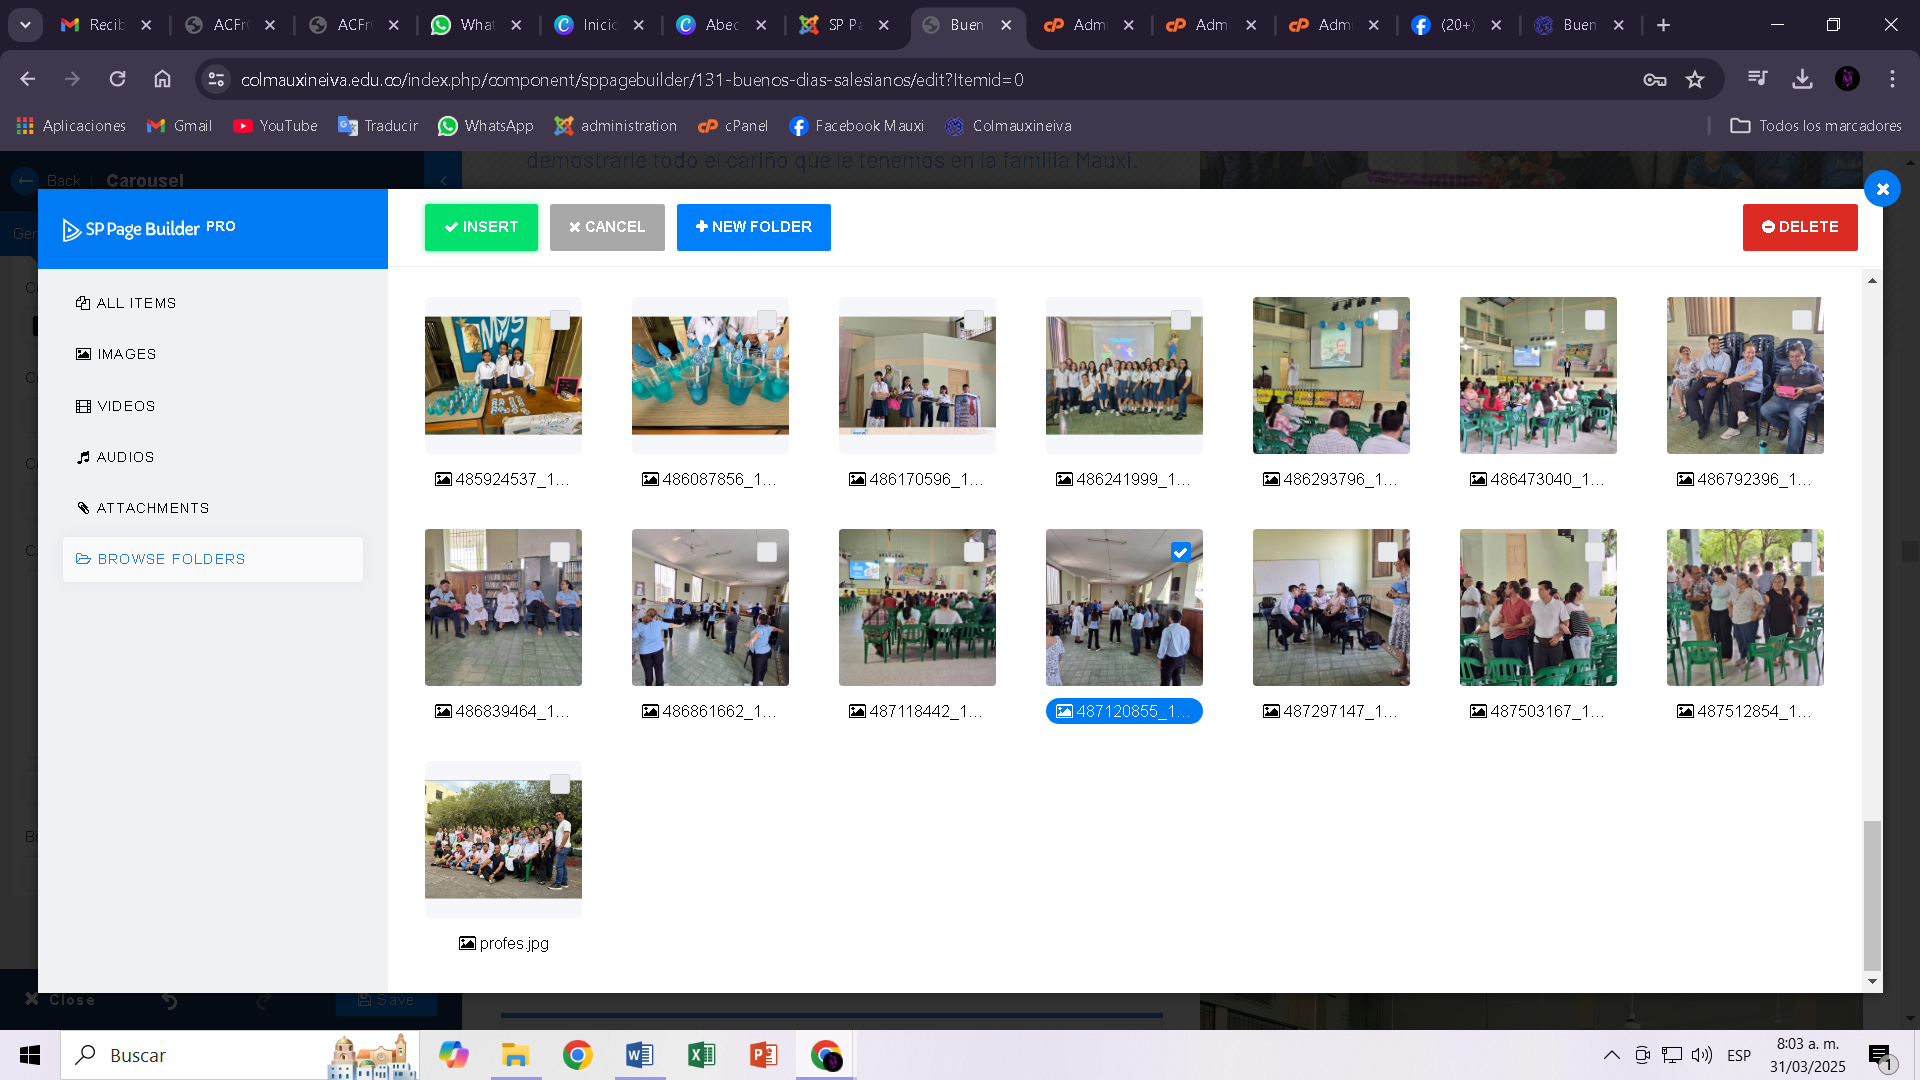 Recib
ACFr
ACFr
What
Inicio
Abec
SP Pa
Buen
Admi
Adm
Admi
(20+)
Buen
colmauxineiva.edu.co/index.php/component/sppagebuilder/131-buenos-dias-salesianos/edit?Itemid=0
Aplicaciones
Gmail
YouTube
Traducir
WhatsApp
administration
cPanel
Facebook Mauxi
Colmauxineiva
Todos los marcadores
demostrarle todo el cariño que le tenemos en la familia Mauxi.
Back
Carousel
SP Page Builder PRO
INSERT
CANCEL
NEW FOLDER
DELETE
ALL ITEMS
IMAGES
VIDEOS
AUDIOS
ATTACHMENTS
BROWSE FOLDERS
485924537_1...
486087856_1...
486170596_1...
486241999_1...
486293796_1...
486473040_1...
486792396_1...
486839464_1...
486861662_1...
487118442_1...
487120855_1...
487297147_1...
487503167_1...
487512854_1...
profes.jpg
Close
Save
Buscar
ESP
8:03 a. m.
31/03/2025
1